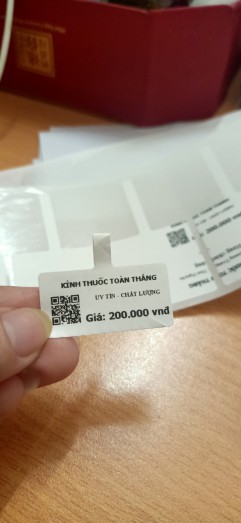 KÍNH THUỐC TOÀN THẮNG
UY TÍN - CHẤT LƯỢNG
Giá: 200.000 vnđ